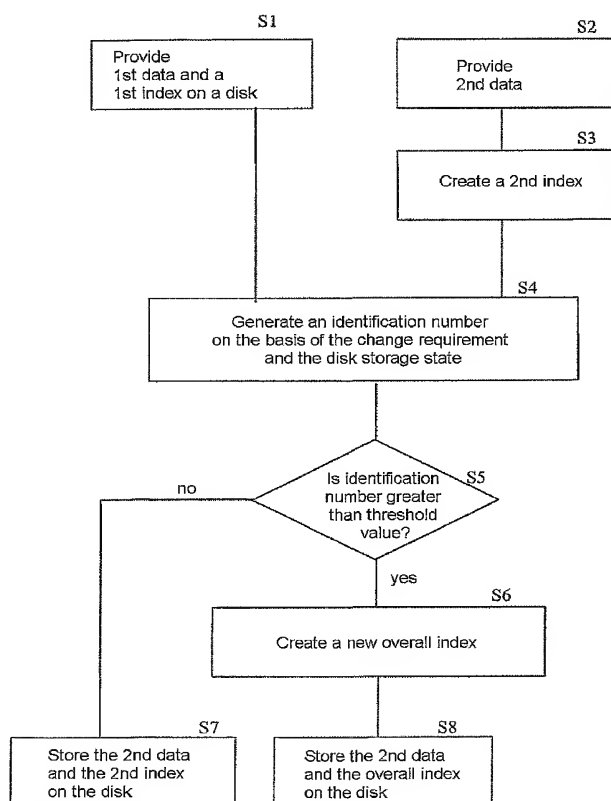 S1
Provide
1st data and a
1st index on a disk
S2
Provide
2nd data
S3
Create a 2nd index
S4
Generate an identification number
on the basis of the change requirement
and the disk storage state
S5
Is identification
number greater
than threshold
value?
no
yes
S6
Create a new overall index
S7
Store the 2nd data
and the 2nd index
on the disk
S8
Store the 2nd data
and the overall index
on the disk